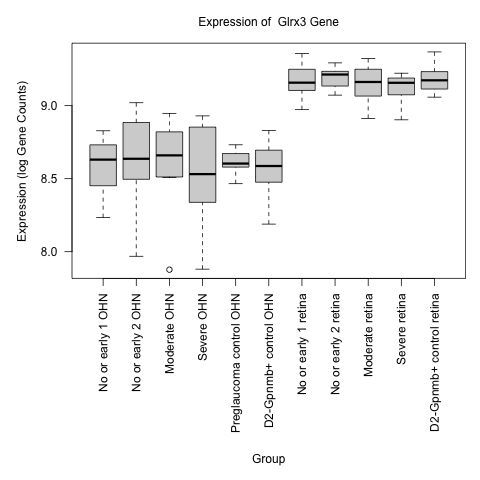 Expression of  Glrx3 Gene
Expression (log Gene Counts)
9.0
8.5
8.0
No or early 1 OHN
No or early 2 OHN
Moderate OHN
Severe OHN
Preglaucoma control OHN
D2-Gpnmb+ control OHN
No or early 1 retina
No or early 2 retina
Moderate retina
Severe retina
D2-Gpnmb+ control retina
Group